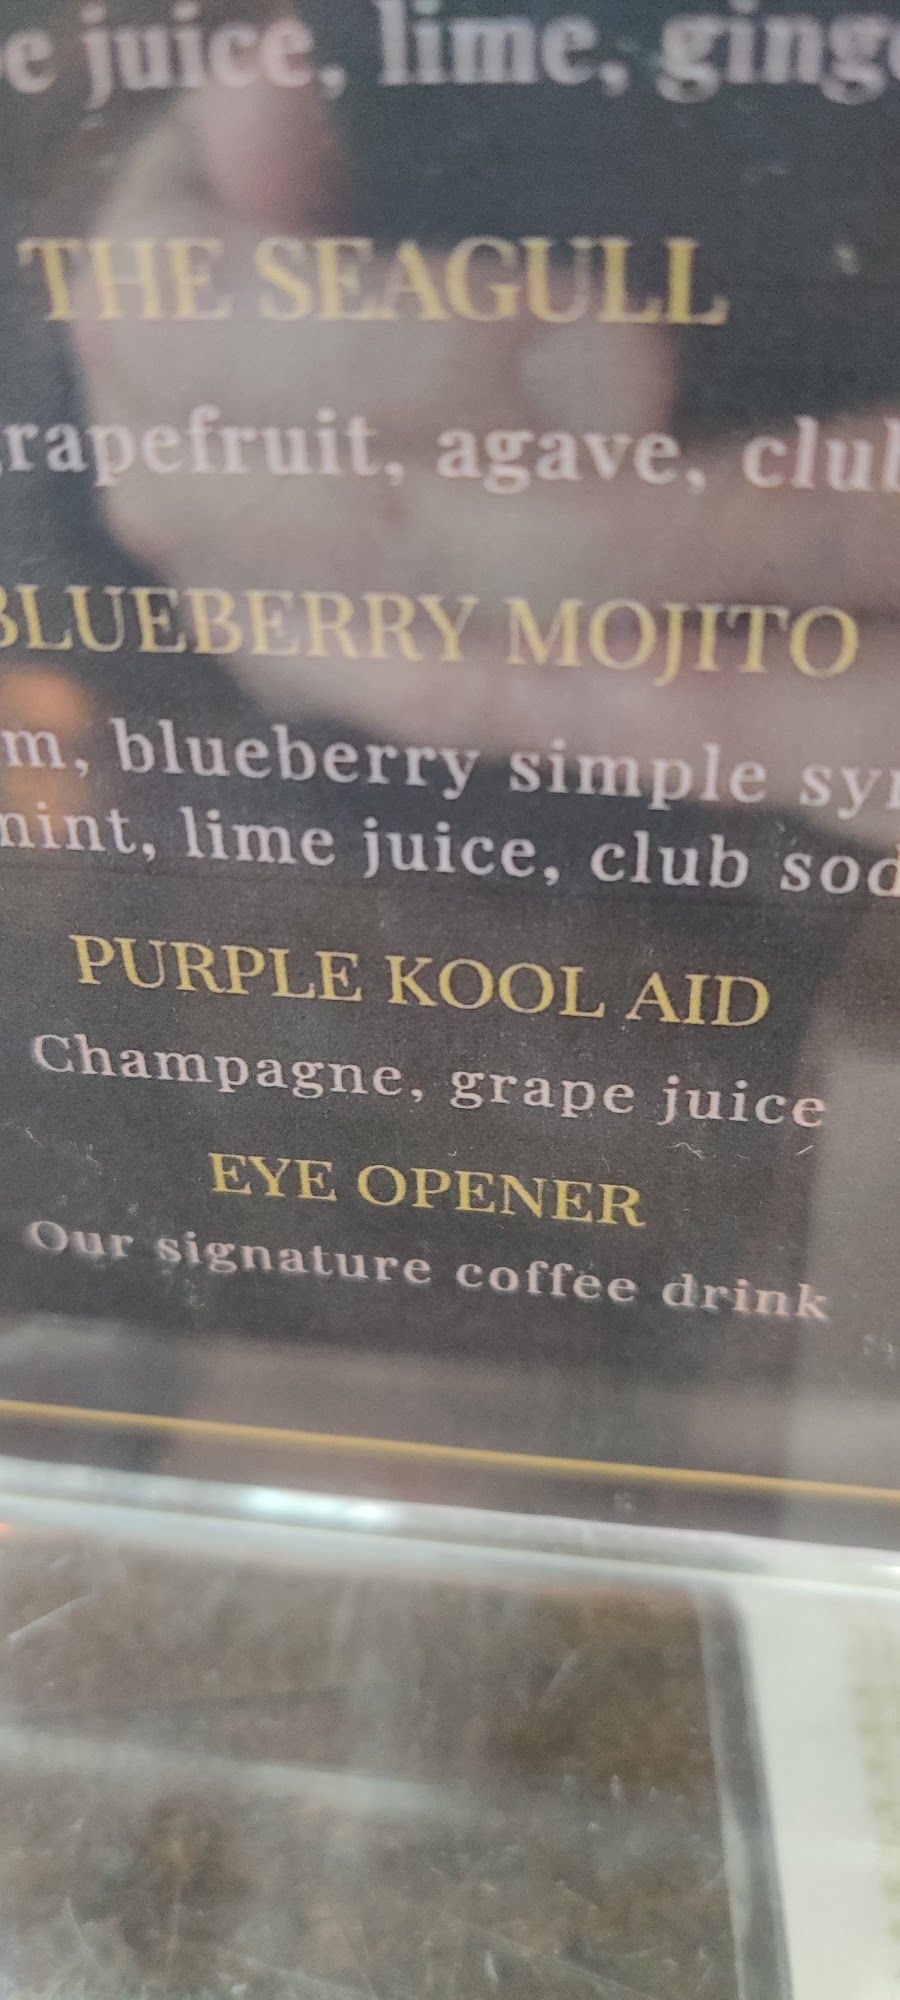 juice, lime,
THE SEAGULL
agave,
BLUEBERRY MOJITO
blueberry simple
lime juice, club
PURPLE KOOL AID
Champagne, grape juice
EYE OPENER
Our signature coffee drink